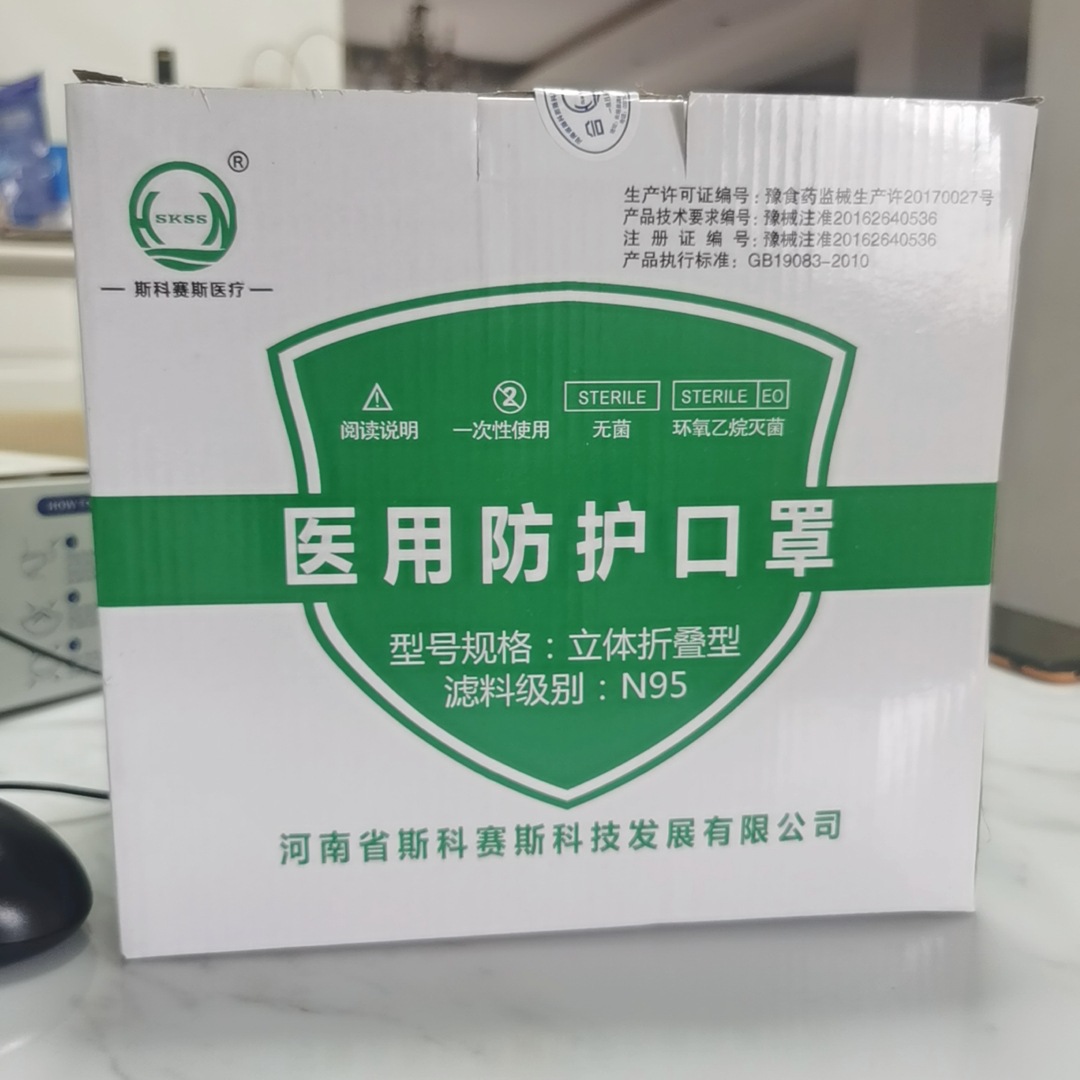 SKSS
®
斯科赛斯医疗
生产许可证编号：豫食药监械生产许20170027号
产品技术要求编号：豫械注准20162640536
注册证编号：豫械注准20162640536
产品执行标准：GB19083-2010
2
STERILE
STERILE EO
阅读说明
一次性使用
无菌
环氧乙烷灭菌
医用防护口罩
型号规格：立体折叠型
滤料级别：N95
河南省斯科赛斯科技发展有限公司
HOW